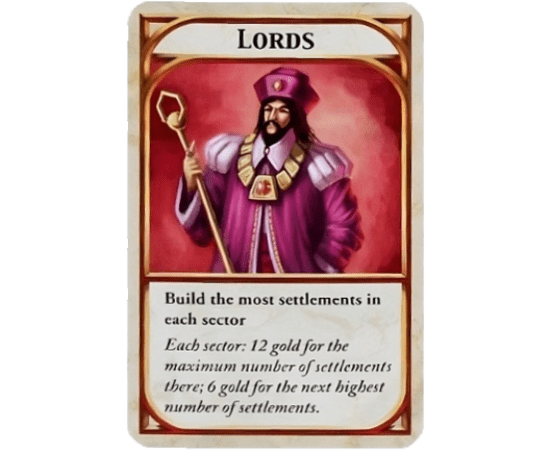 LORDS
Build the most settlements in
each sector
Each sector: 12 gold for the
maximum number of settlements
there; 6 gold for the next highest
number of settlements.